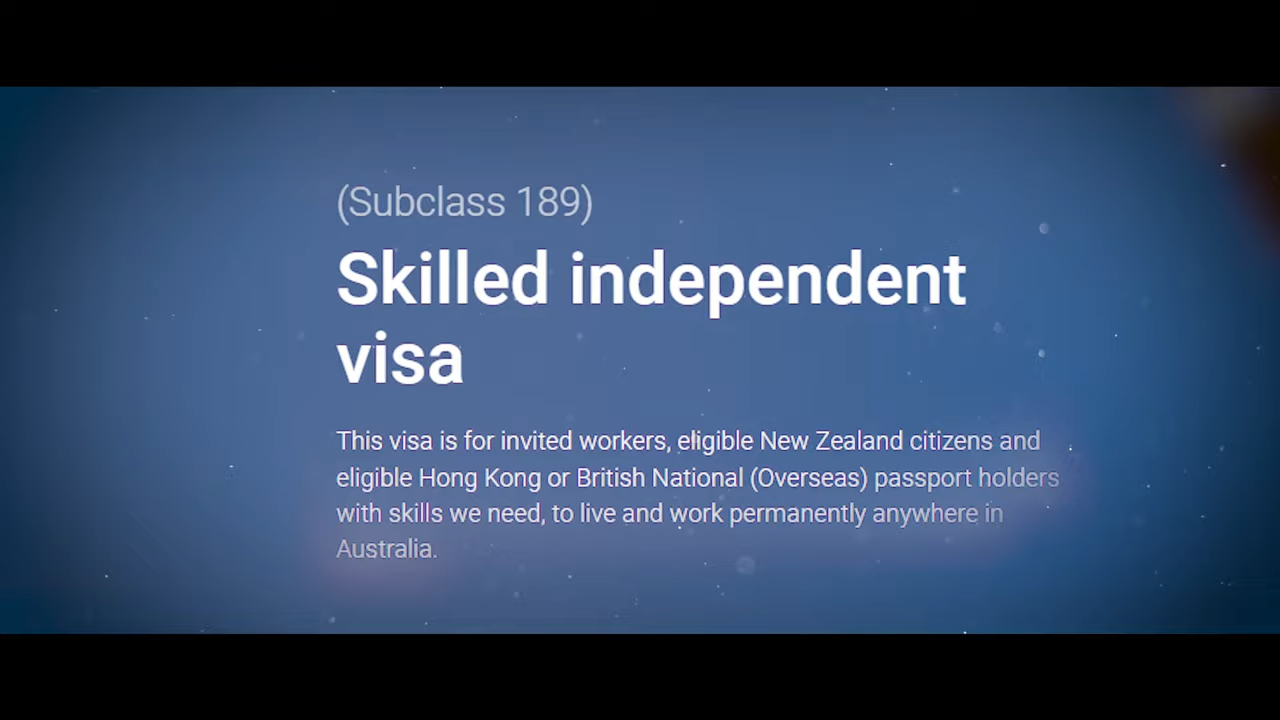 (Subclass 189)
Skilled independent
visa
This visa is for invited workers, eligible New Zealand citizens and
eligible Hong Kong or British National (Overseas) passport holders
with skills we need, to live and work permanently anywhere in
Australia.